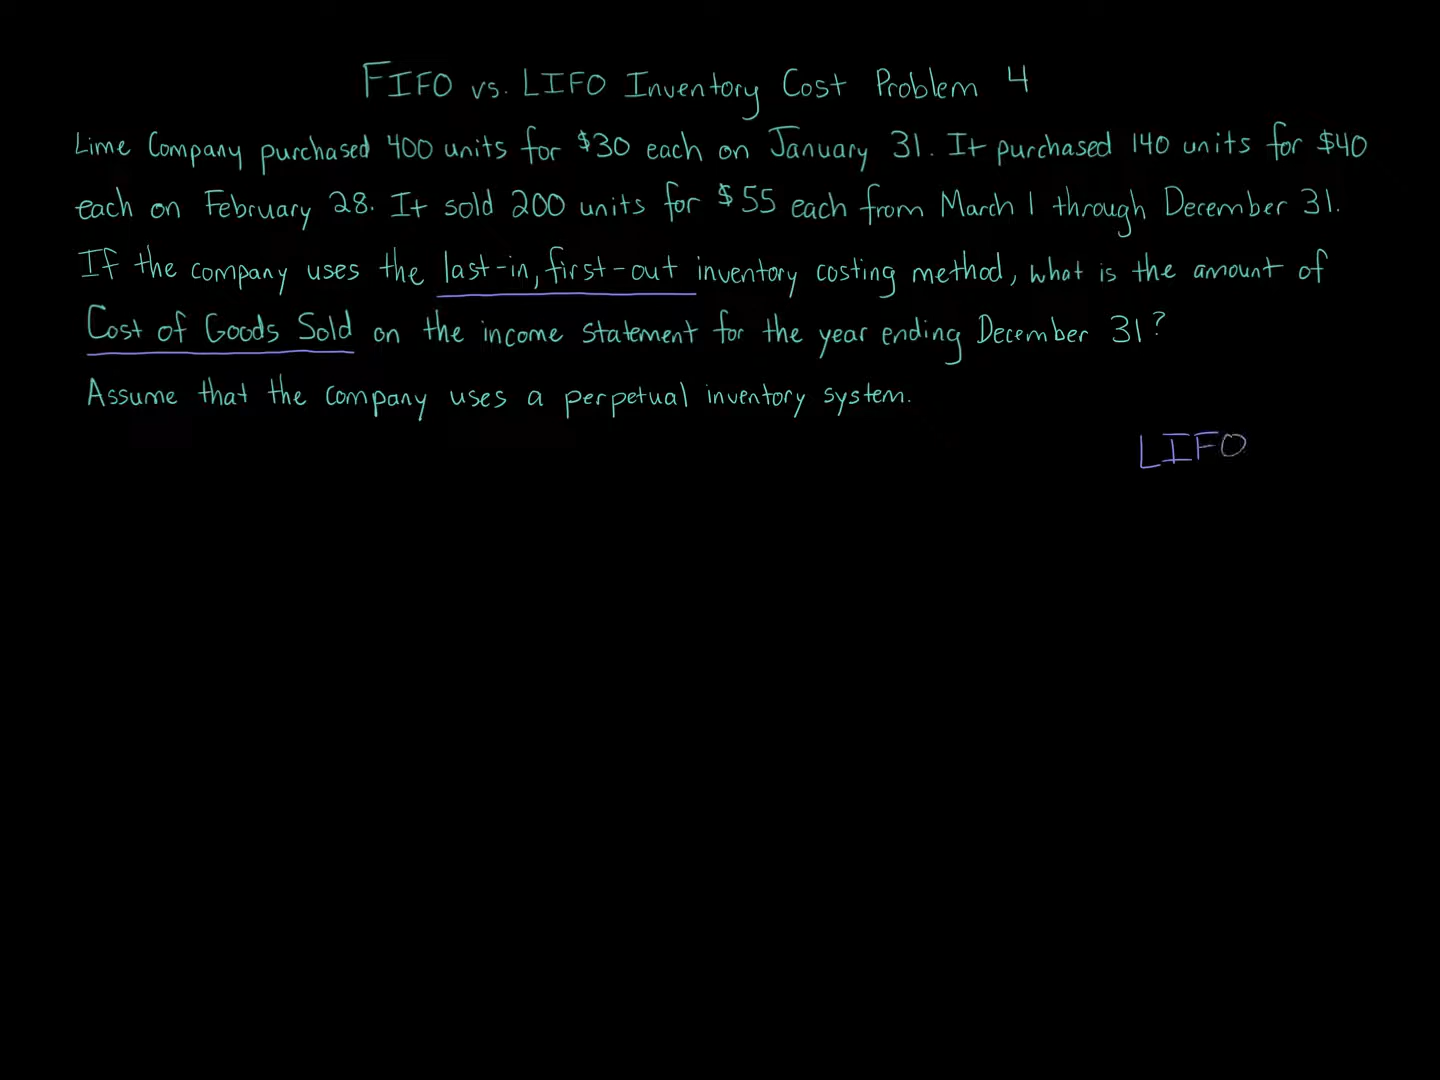 FIFO vs. LIFO Inventory Cost Problem 4
Lime Company purchased 400 units for $30 each on January 31. It purchased 140 units for $40
each on February 28. It sold 200 units for $55 each from March 1 through December 31.
If the company uses the last-in, first-out inventory costing method, what is the amount of
Cost of Goods Sold on the income statement for the year ending December 31?
Assume that the company uses a perpetual inventory system.
LIFO